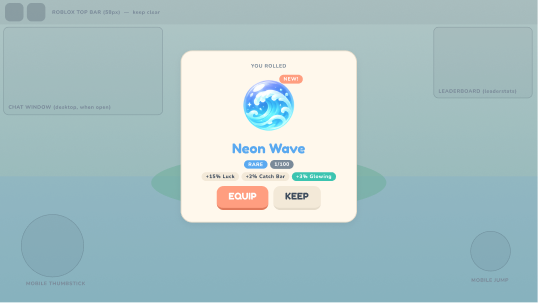 ROBLOX TOP BAR (58px) — keep clear
YOU ROLLED
NEW!
CHAT WINDOW (desktop, when open)
LEADERBOARD (leaderstats)
Neon Wave
RARE
1/100
+15% Luck
+2% Catch Bar
+3% Glowing
EQUIP
KEEP
MOBILE THUMBSTICK
MOBILE JUMP